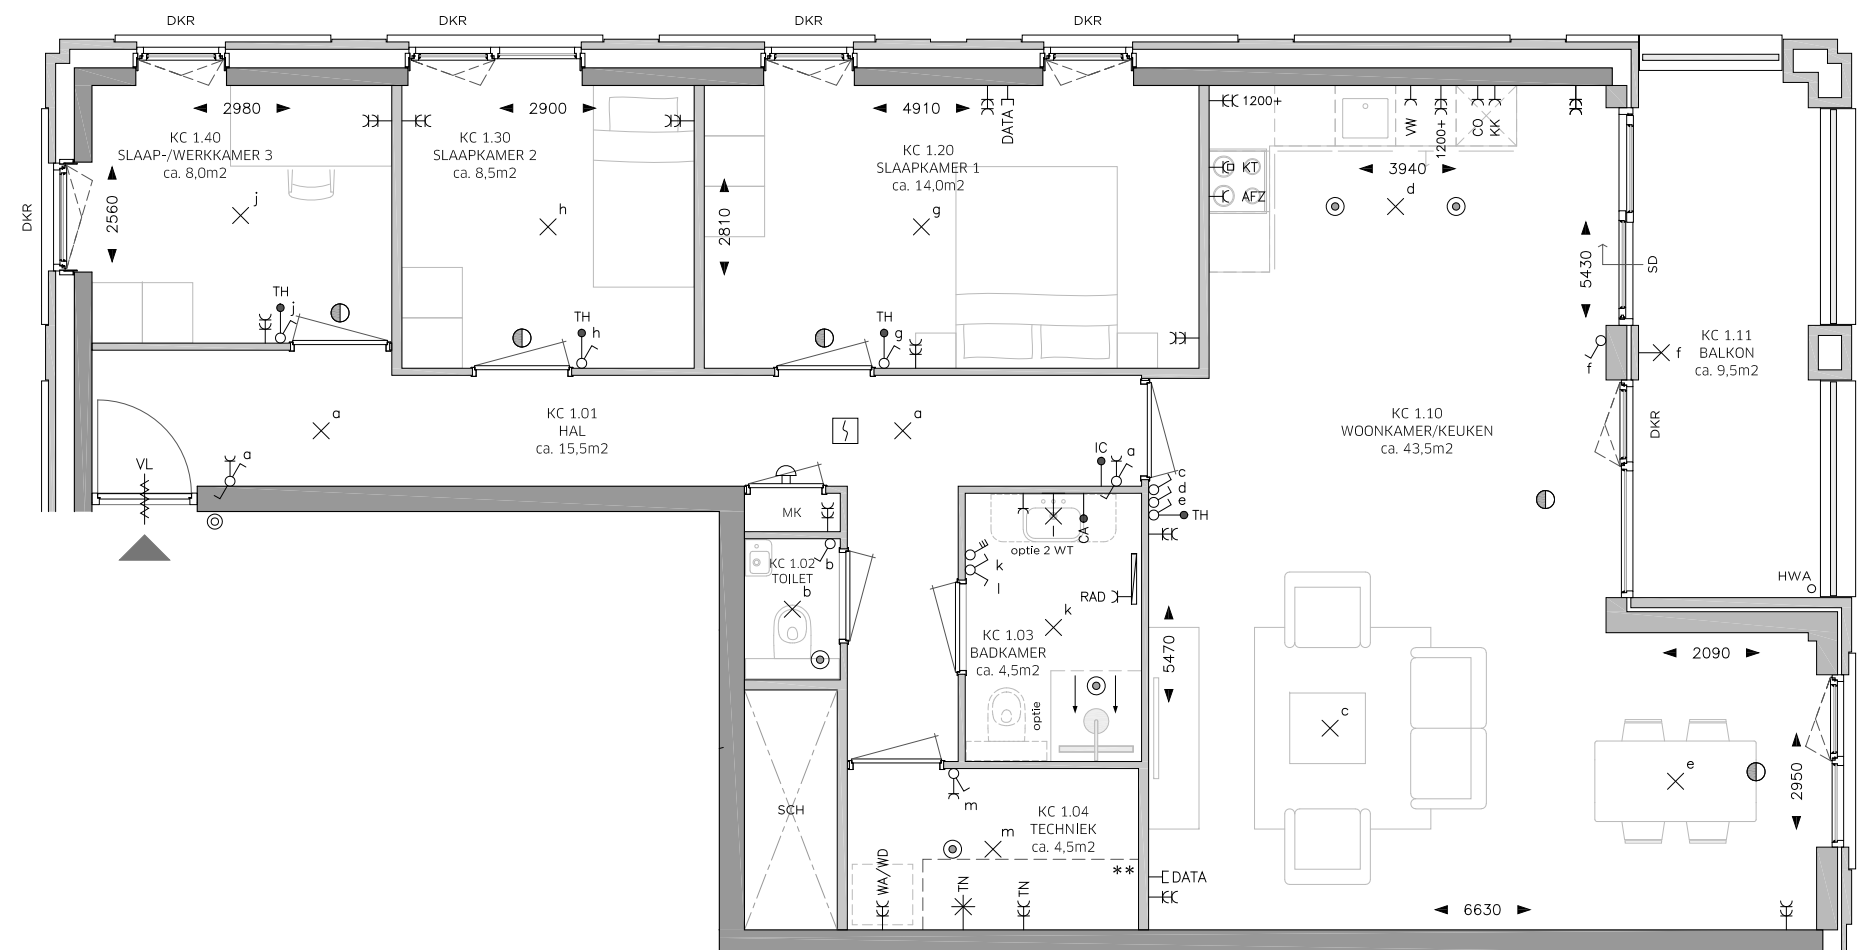 DKR
DKR
DKR
DKR
2980
2900
4910
DATA
1200+
VW
1200+
CO
KK
KC 1.40
SLAAP-/WERKKAMER 3
ca. 8,0m2
KC 1.30
SLAAPKAMER 2
ca. 8,5m2
KC 1.20
SLAAPKAMER 1
ca. 14,0m2
KT
AFZ
3940
d
DKR
2560
j
h
2810
g
5430
SD
TH
j
TH
h
TH
g
f
f
KC 1.11
BALKON
ca. 9,5m2
a
KC 1.01
HAL
ca. 15,5m2
a
KC 1.10
WOONKAMER/KEUKEN
ca. 43,5m2
DKR
VL
a
IC
a
c
d
e
TH
MK
CA
l
optie 2 WT
KC 1.02
TOILET
b
b
k
l
RAD
k
HWA
KC 1.03
BADKAMER
ca. 4,5m2
5470
2090
optie
c
e
2950
SCH
m
m
KC 1.04
TECHNIEK
ca. 4,5m2
WA/WD
TN
TN
**
DATA
6630